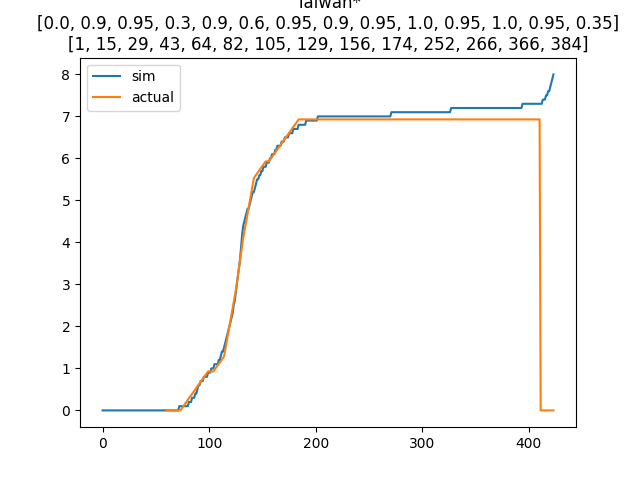 Taiwan*
[0.0, 0.9, 0.95, 0.3, 0.9, 0.6, 0.95, 0.9, 0.95, 1.0, 0.95, 1.0, 0.95, 0.35]
[1, 15, 29, 43, 64, 82, 105, 129, 156, 174, 252, 266, 366, 384]
sim
actual
8
7
6
5
4
3
2
1
0
0 100 200 300 400